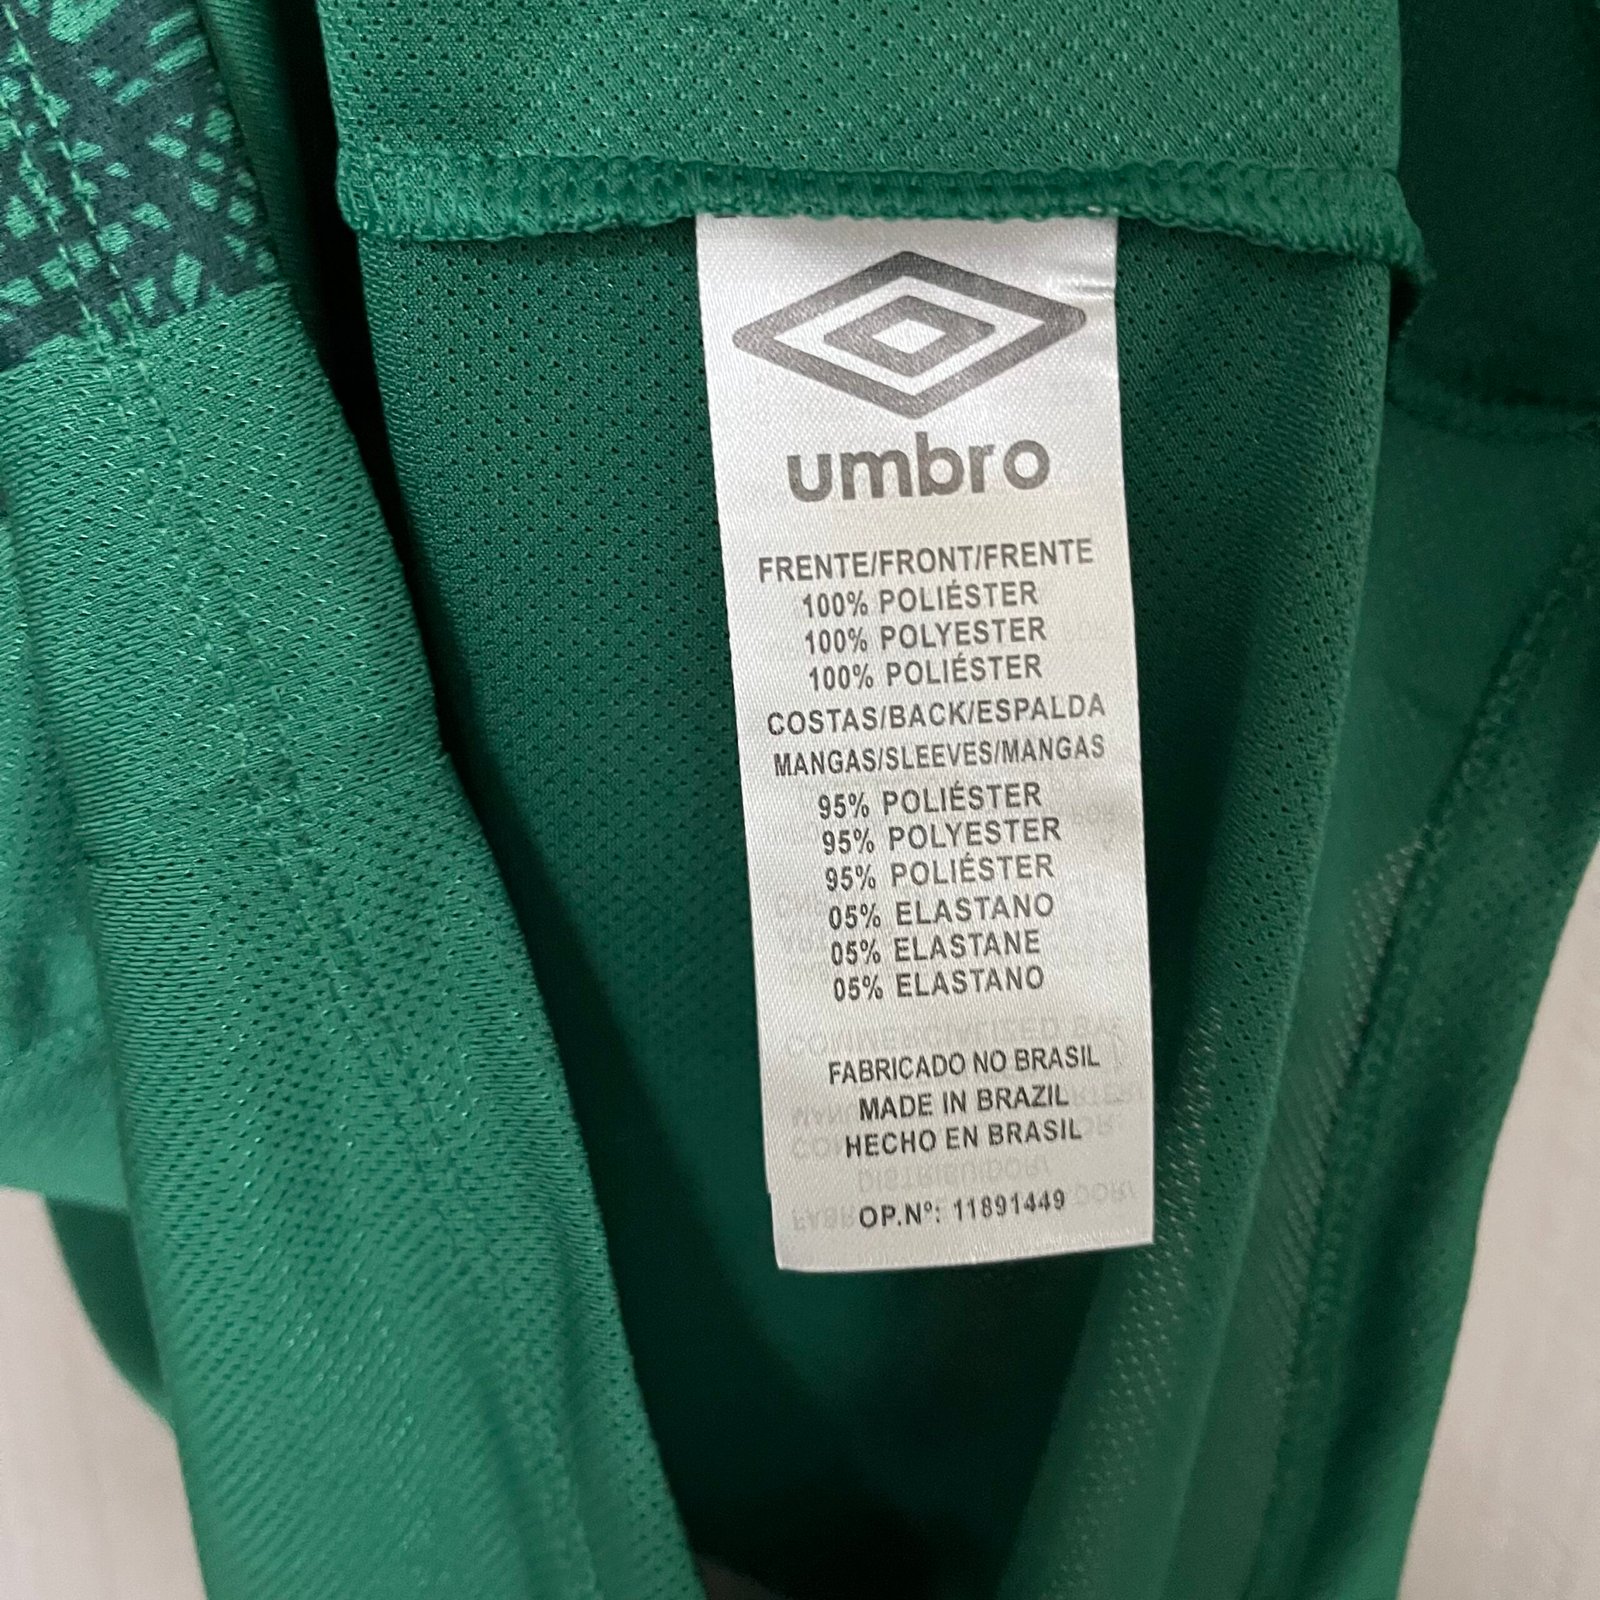 umbro
FRENTE/FRONT/FRENTE
100% POLIÉSTER
100% POLYESTER
100% POLIÉSTER
COSTAS/BACK/ESPALDA
MANGAS/SLEEVES/MANGAS
95% POLIÉSTER
95% POLYESTER
95% POLIÉSTER
05% ELASTANO
05% ELASTANE
05% ELASTANO
FABRICADO NO BRASIL
MADE IN BRAZIL
HECHO EN BRASIL
OP.Nº: 11891449